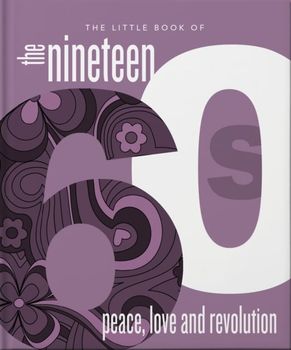 THE LITTLE BOOK OF
the nineteen
60s
peace, love and revolution